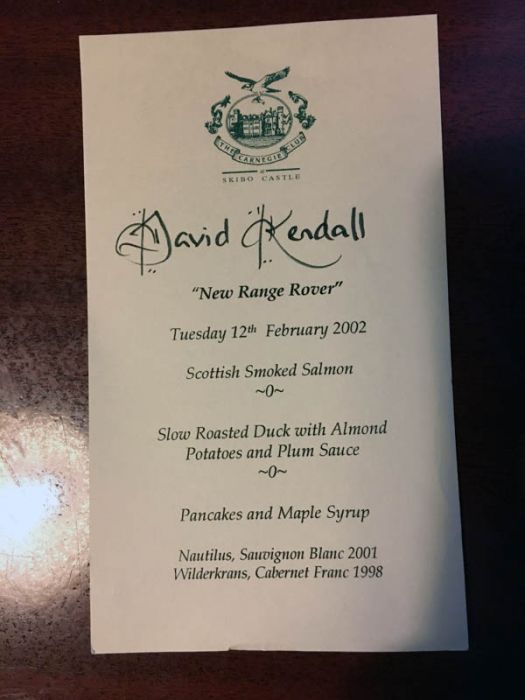 THE CARNEGIE CLUB
at
SKIBO CASTLE
David Kendall
"New Range Rover"
Tuesday 12th February 2002
Scottish Smoked Salmon
~0~
Slow Roasted Duck with Almond
Potatoes and Plum Sauce
~0~
Pancakes and Maple Syrup
Nautilus, Sauvignon Blanc 2001
Wilderkrans, Cabernet Franc 1998